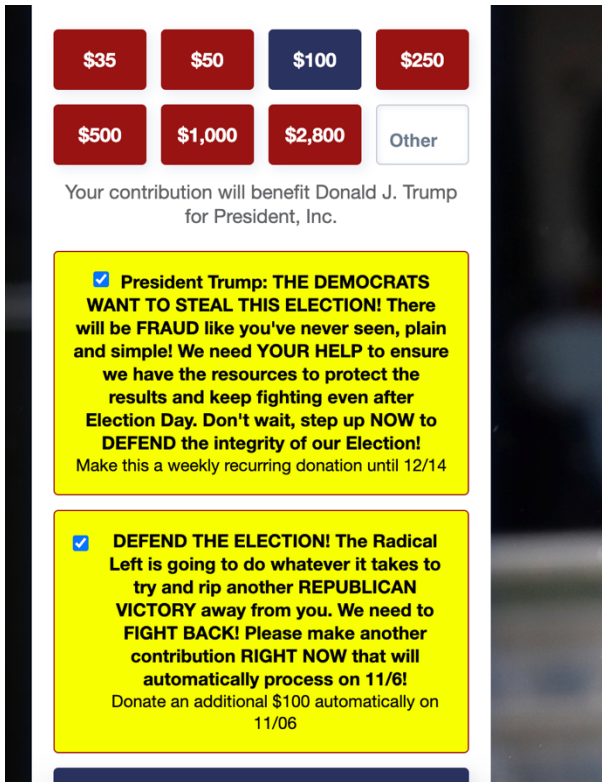 $35 $50 $100 $250
$500 $1,000 $2,800 Other
Your contribution will benefit Donald J. Trump
for President, Inc.
President Trump: THE DEMOCRATS
WANT TO STEAL THIS ELECTION! There
will be FRAUD like you've never seen, plain
and simple! We need YOUR HELP to ensure
we have the resources to protect the
results and keep fighting even after
Election Day. Don't wait, step up NOW to
DEFEND the integrity of our Election!
Make this a weekly recurring donation until 12/14
DEFEND THE ELECTION! The Radical
Left is going to do whatever it takes to
try and rip another REPUBLICAN
VICTORY away from you. We need to
FIGHT BACK! Please make another
contribution RIGHT NOW that will
automatically process on 11/6!
Donate an additional $100 automatically on
11/06